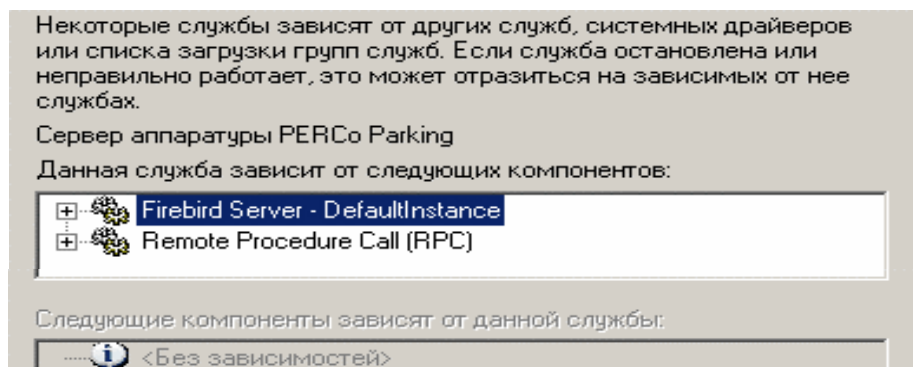 Некоторые службы зависят от других служб, системных драйверов
или списка загрузки групп служб. Если служба остановлена или
неправильно работает, это может отразиться на зависимых от нее
службах.
Сервер аппаратуры PERCo Parking
Данная служба зависит от следующих компонентов:
Firebird Server - DefaultInstance
Remote Procedure Call (RPC)
Следующие компоненты зависят от данной службы:
<Без зависимостей>